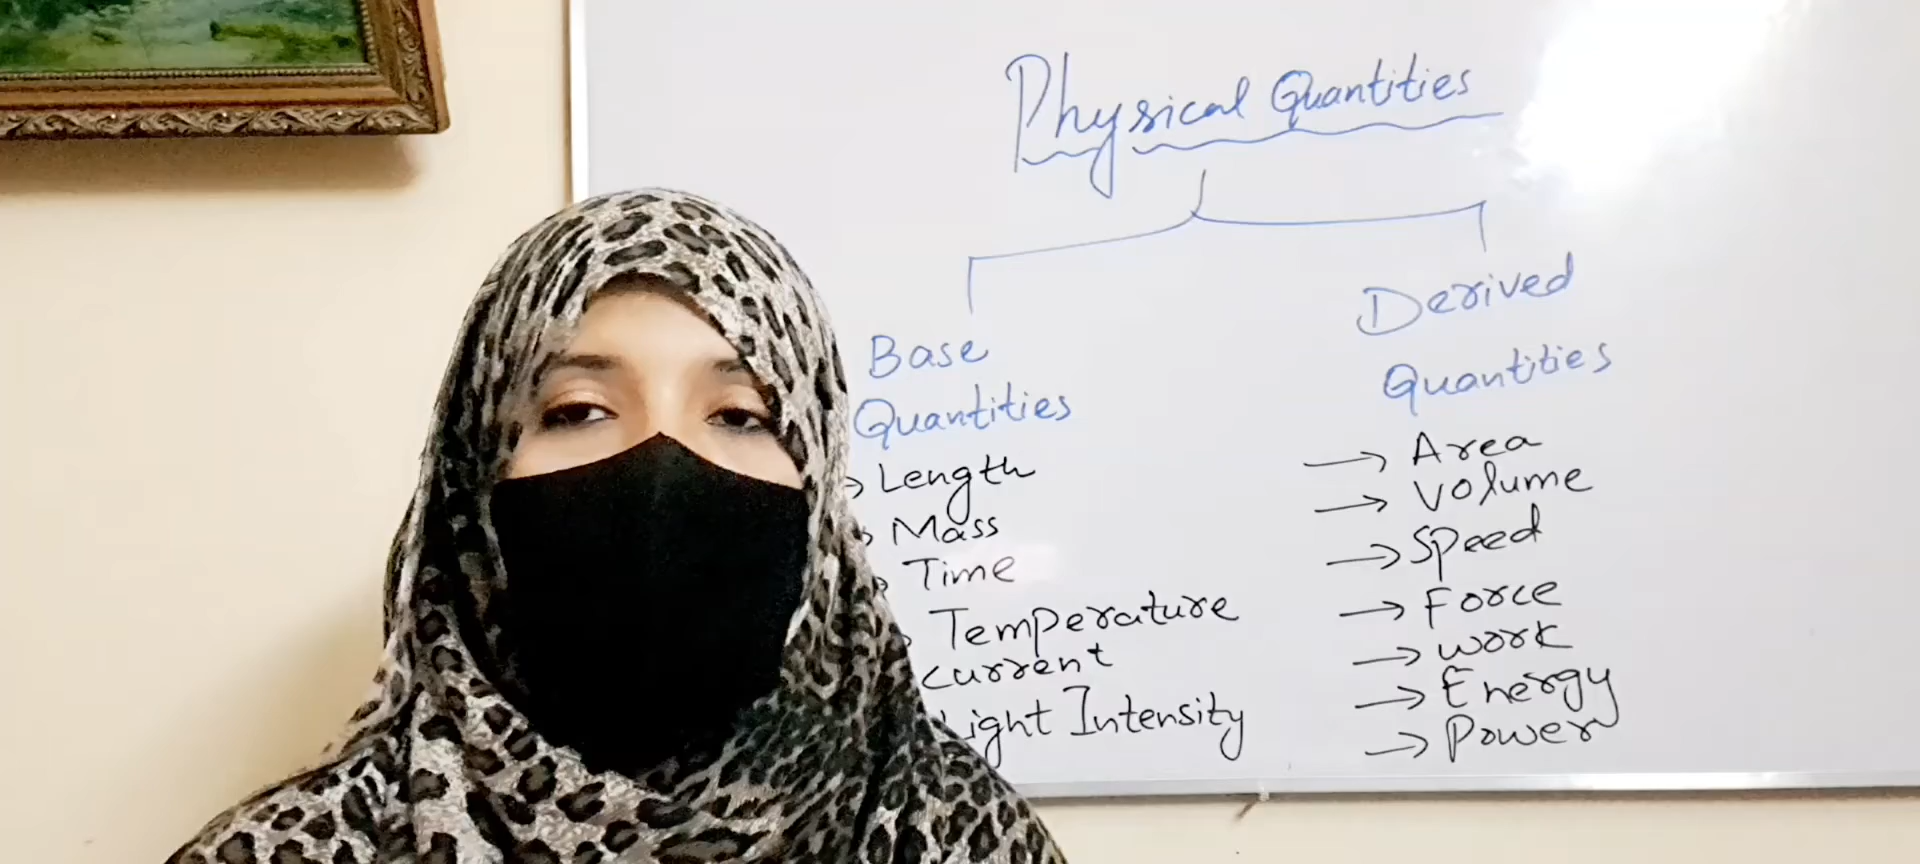 Physical Quantities
Base
Quantities
Length
Mass
Time
Temperature
Current
Light Intensity
Derived
Quantities
→ Area
→ Volume
→ Speed
→ Force
→ Work
→ Energy
→ Power